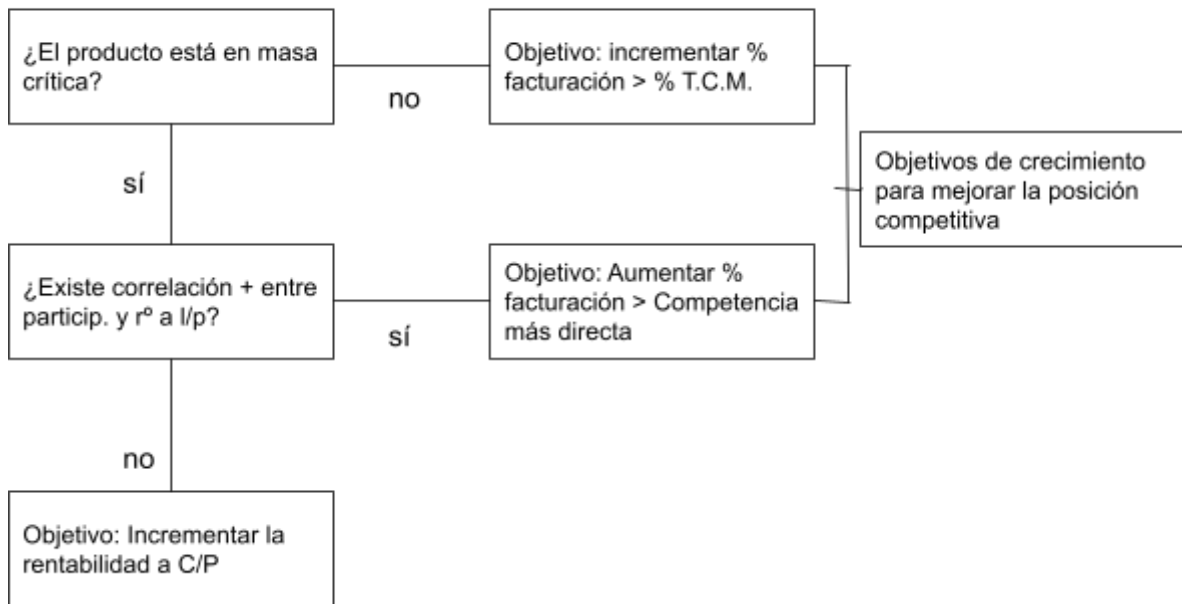 ¿El producto está en masa
crítica?
no
Objetivo: incrementar %
facturación > % T.C.M.
Objetivos de crecimiento
para mejorar la posición
competitiva
sí
¿Existe correlación + entre
particip. y rº a l/p?
sí
Objetivo: Aumentar %
facturación > Competencia
más directa
no
Objetivo: Incrementar la
rentabilidad a C/P